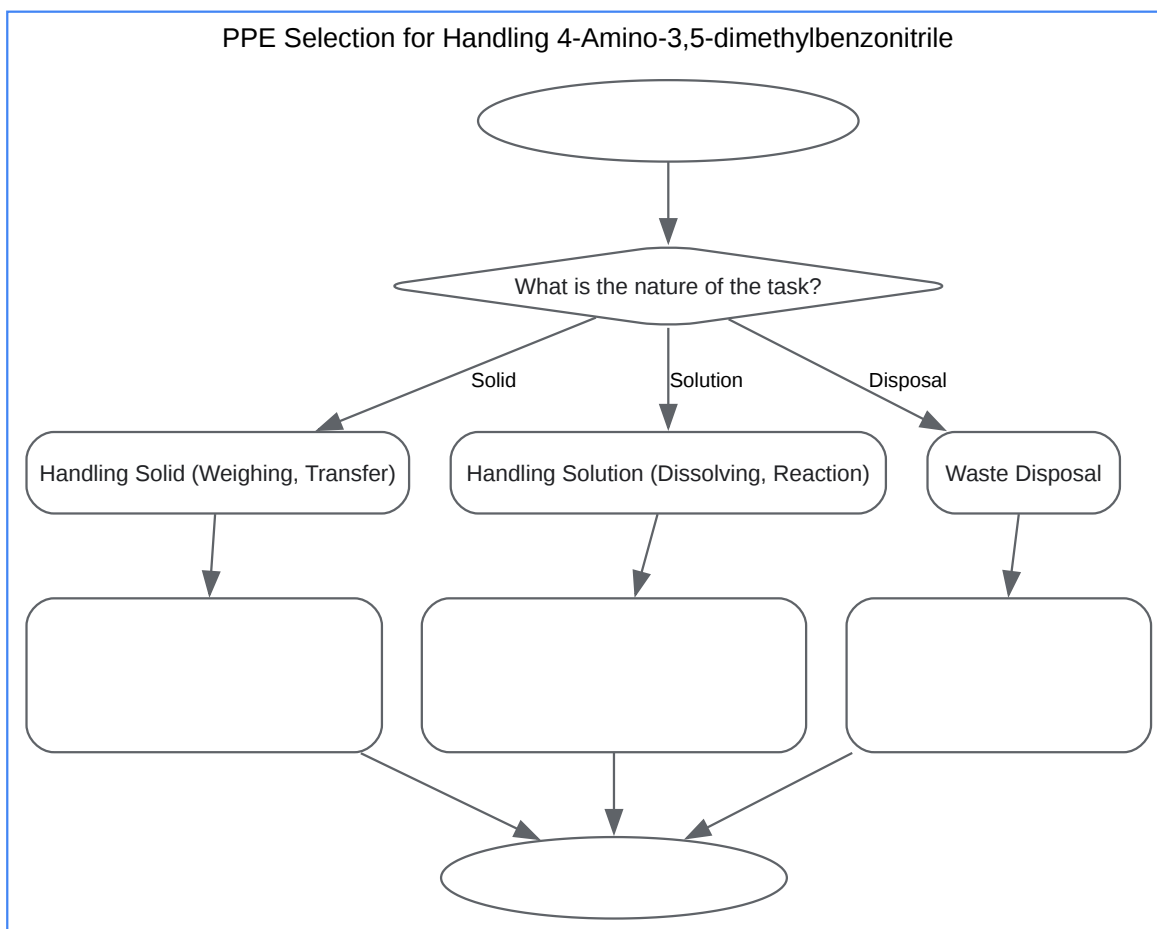 PPE Selection for Handling 4-Amino-3,5-dimethylbenzonitrile
What is the nature of the task?
Solid
Solution
Disposal
Handling Solid (Weighing, Transfer)
Handling Solution (Dissolving, Reaction)
Waste Disposal